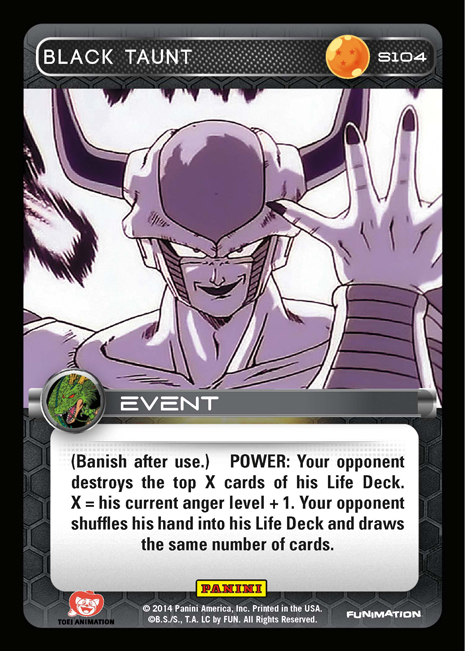 BLACK TAUNT
S104
EVENT
(Banish after use.) POWER: Your opponent
destroys the top X cards of his Life Deck.
X = his current anger level + 1. Your opponent
shuffles his hand into his Life Deck and draws
the same number of cards.
PANINI
TOEI ANIMATION
© 2014 Panini America, Inc. Printed in the USA.
©B.S./S., T.A. LC by FUN. All Rights Reserved.
FUNIMATION